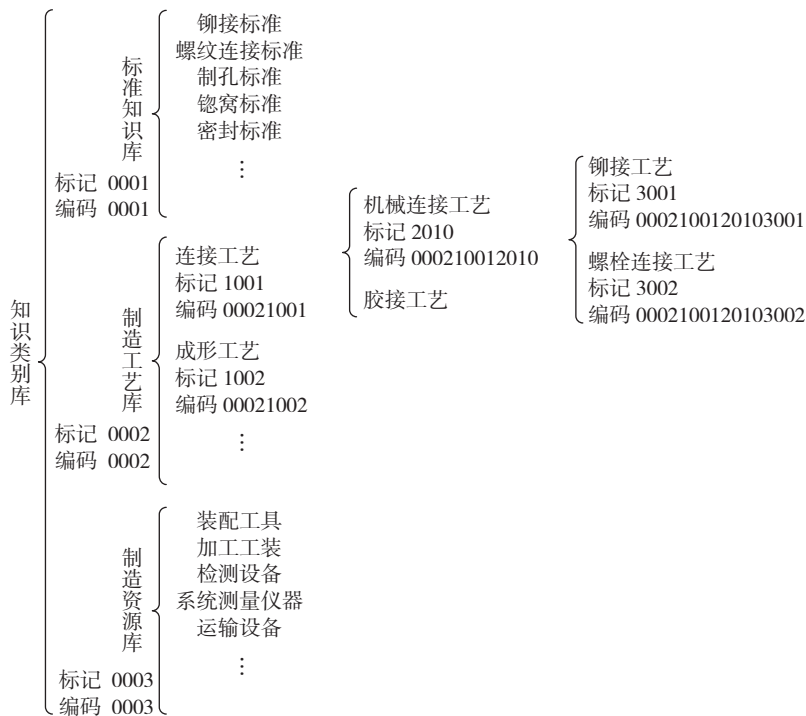 知识类别库
标准知识库
标记 0001
编码 0001
铆接标准
螺纹连接标准
制孔标准
锪窝标准
密封标准
⋮
制造工艺库
标记 0002
编码 0002
连接工艺
标记 1001
编码 00021001
成形工艺
标记 1002
编码 00021002
⋮
机械连接工艺
标记 2010
编码 000210012010
胶接工艺
铆接工艺
标记 3001
编码 0002100120103001
螺栓连接工艺
标记 3002
编码 0002100120103002
制造资源库
标记 0003
编码 0003
装配工具
加工工装
检测设备
系统测量仪器
运输设备
⋮